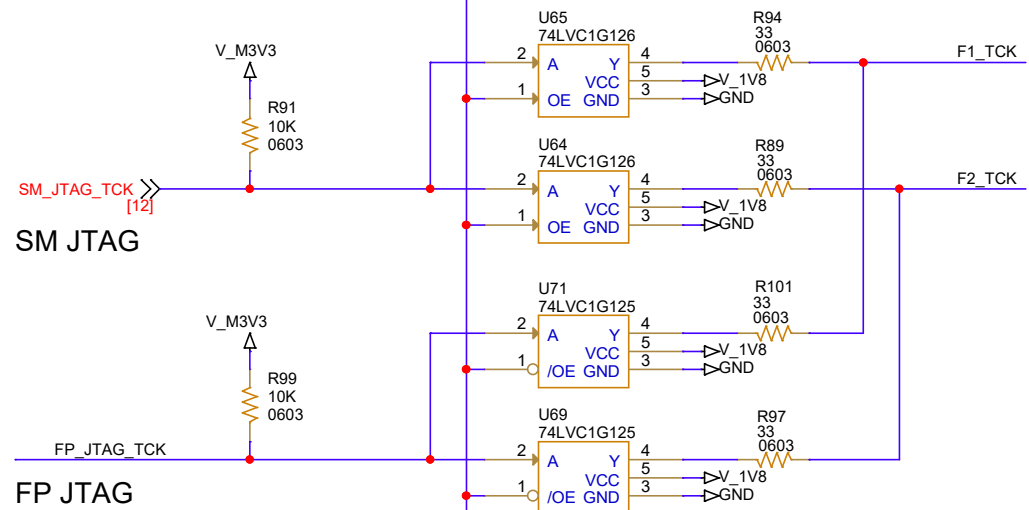 U65
74LVC1G126
2 A Y 4
VCC 5 V_1V8
1 OE GND 3 GND
R94
33
0603
F1_TCK
V_M3V3
R91
10K
0603
U64
74LVC1G126
2 A Y 4
VCC 5 V_1V8
1 OE GND 3 GND
R89
33
0603
F2_TCK
SM_JTAG_TCK
[12]
SM JTAG
U71
74LVC1G125
2 A Y 4
VCC 5 V_1V8
1 /OE GND 3 GND
R101
33
0603
V_M3V3
R99
10K
0603
U69
74LVC1G125
2 A Y 4
VCC 5 V_1V8
1 /OE GND 3 GND
R97
33
0603
FP_JTAG_TCK
FP JTAG